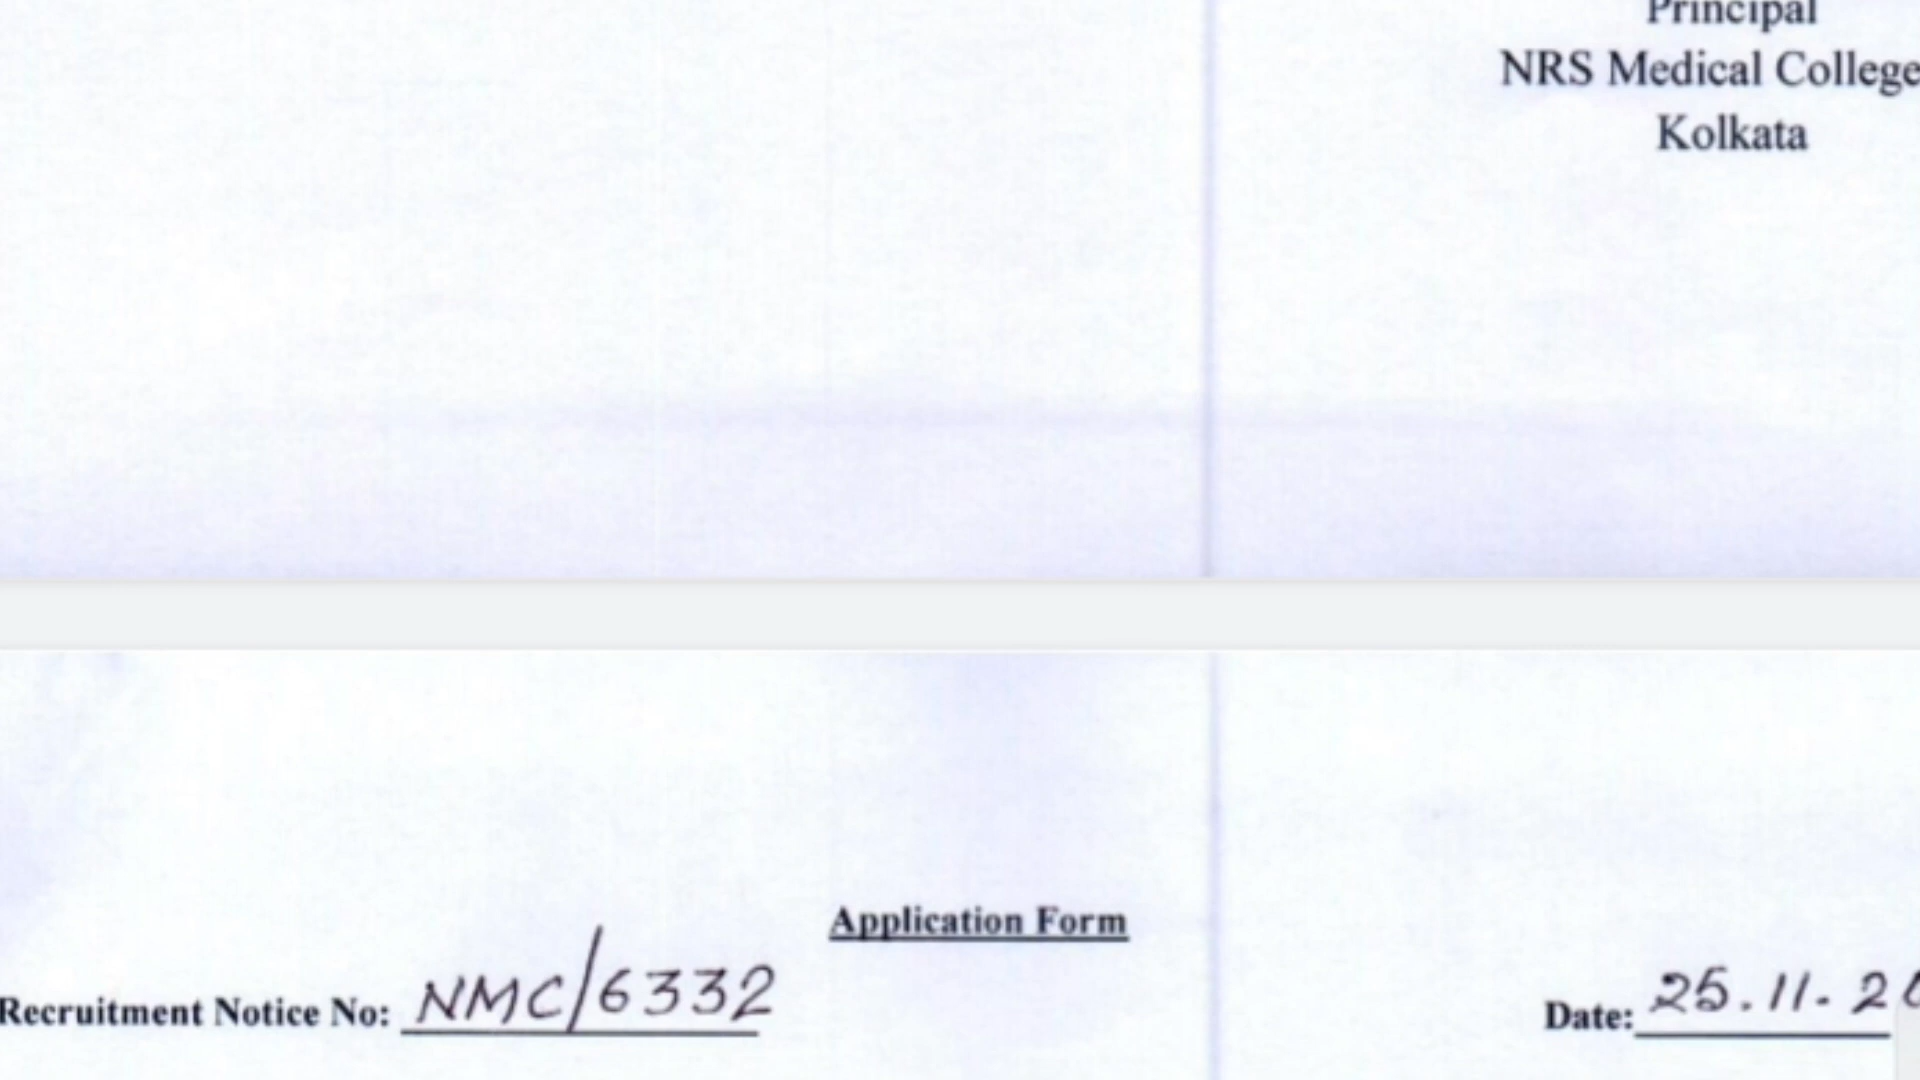 Principal
NRS Medical College
Kolkata
Application Form
Recruitment Notice No: NMC/6332
Date: 25.11.20